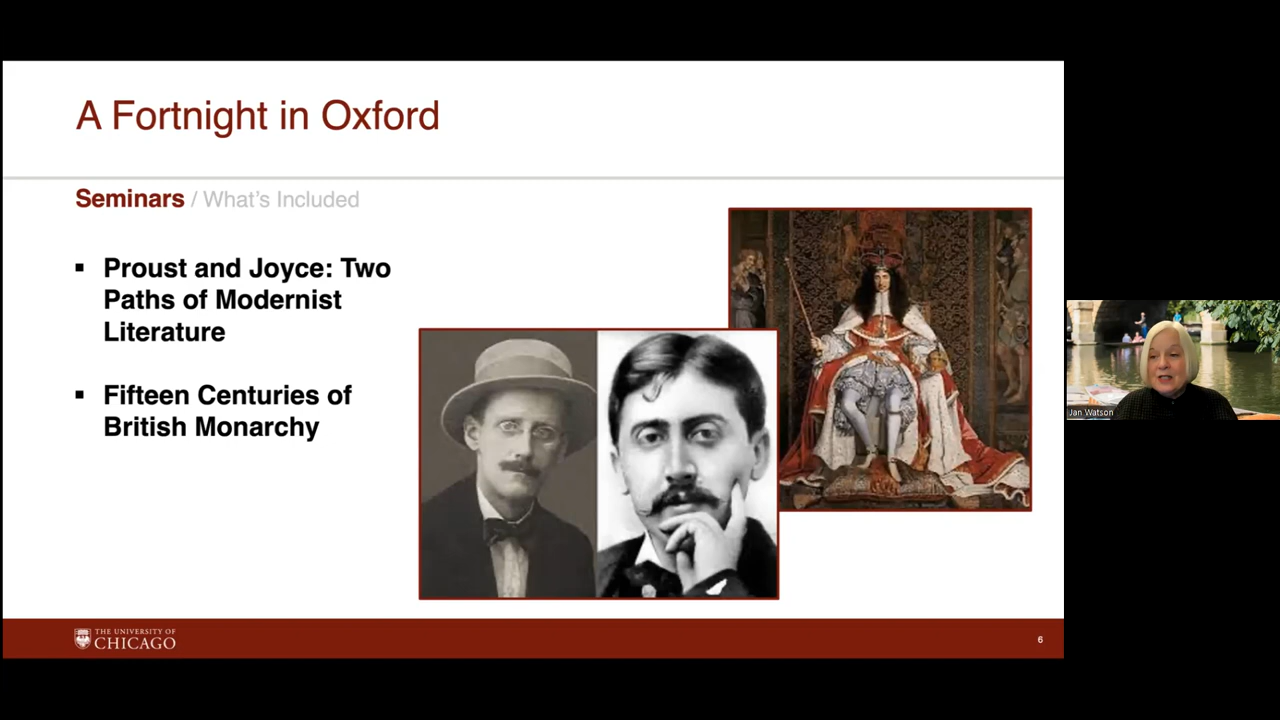 A Fortnight in Oxford
Seminars / What's Included
▪ Proust and Joyce: Two
Paths of Modernist
Literature
▪ Fifteen Centuries of
British Monarchy
Jan Watson
THE UNIVERSITY OF
CHICAGO
6